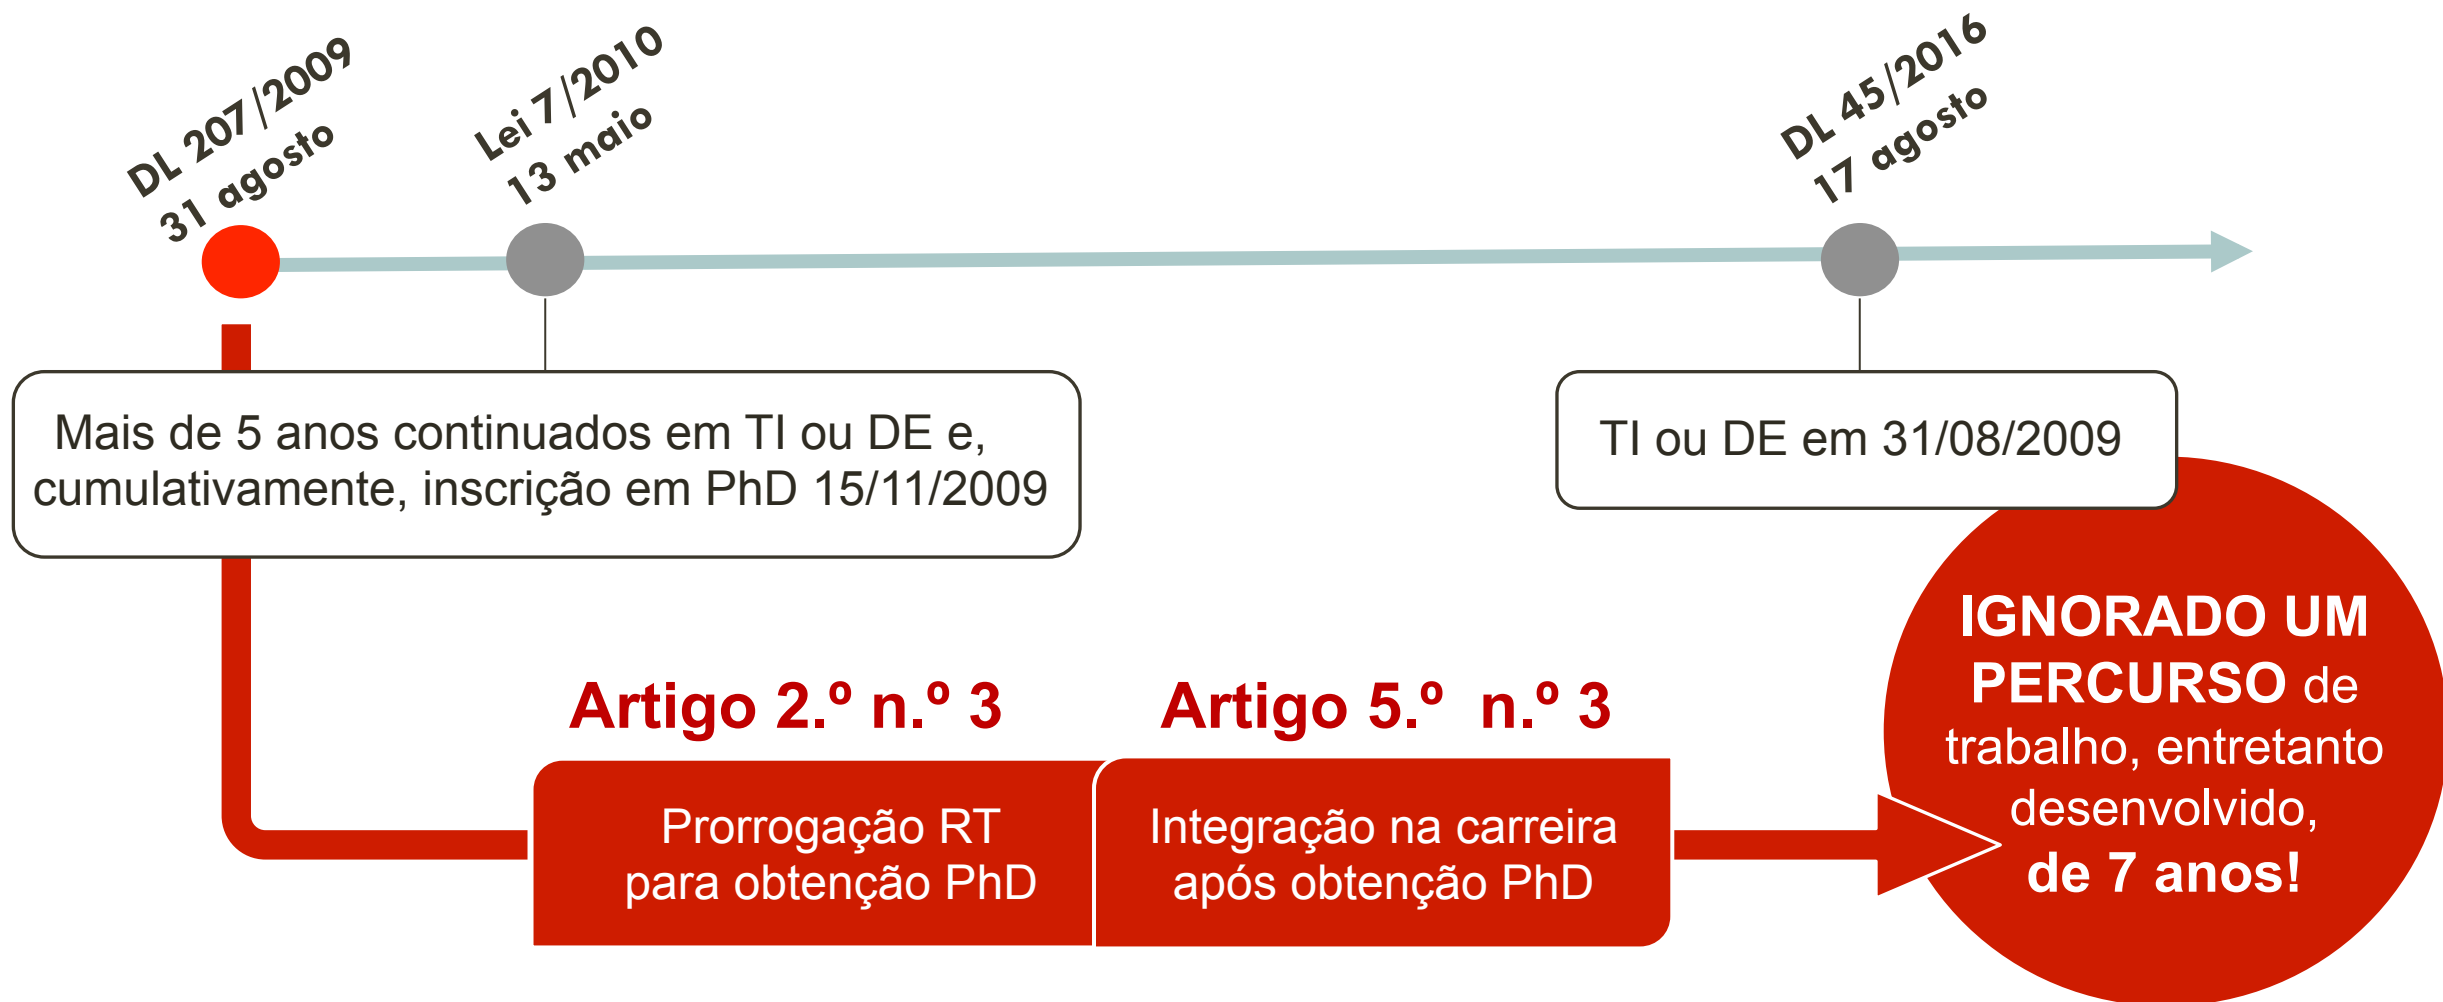 DL 207/2009
31 agosto
Lei 7/2010
13 maio
DL 45/2016
17 agosto
Mais de 5 anos continuados em TI ou DE e,
cumulativamente, inscrição em PhD 15/11/2009
TI ou DE em 31/08/2009
Artigo 2.º n.º 3
Prorrogação RT
para obtenção PhD
Artigo 5.º n.º 3
Integração na carreira
após obtenção PhD
IGNORADO UM
PERCURSO de
trabalho, entretanto
desenvolvido,
de 7 anos!